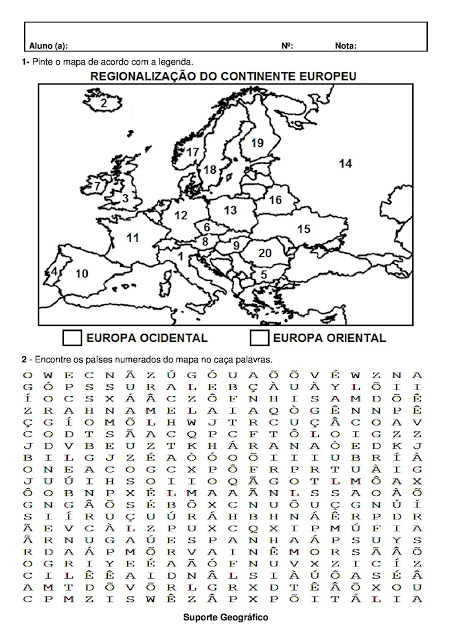 Aluno (a): Nº: Nota:
1- Pinte o mapa de acordo com a legenda.
REGIONALIZAÇÃO DO CONTINENTE EUROPEU
2
19
17
14
18
7
3
16
13
12
15
6
11
8
9
1
20
4
10
5
EUROPA OCIDENTAL EUROPA ORIENTAL
2 - Encontre os países numerados do mapa no caça palavras.
O W E C N Ã Z Ú G Ó U A Õ Õ V É W Z N A
G Ó P S S U R A L E B Ç À U À Y L Õ I I
Í O C S X Á Â C Z Ô F N H I S A M D Õ Ê
Z R A H N A M E L A I A Q Ò G Ê N N P Ê
Ç G Í O M Õ L H W J T R C U Ç Â C O A V
C O D T S Ã A C Q P C F T Ô L O I G Z Z
J D V B E U Z T K H Ã R A N A Ò E D K J
B I L G J Z É A Ò Ó O Õ I I I U B R Í Â
O N E A C O G C X P Ô F R P R T U À I G
J U Ú I H S O I I O Q Ã G O T L M Ô A X
Ô O B N P X É L M A A Ã N L S S A O À Õ
G N G Ã O S É B Ô X C N U Ô U Ç G N Ú Í
S I Í R U Ç U Ú R Á H B H N Á Ê R P D R
Ã E V C À L Z P U X C Q X I P M Ú F I A
Ã R N U G A Ú E S P A N H A Á P S U Y S
R D A Á P M Õ R V A I N Ê M O R S Ã Ã Õ
O G R I Y E É A Ã Ó F N U V X Z I C Í Z
C I L Ê Ê A I D N Â L S I À Ú Ô A S É Â
A M T D Õ V Õ R L G R X D T Ê Â Õ X O U
C P M Z I S W Ê Z Â P X P Õ I T Á L I A
Suporte Geográfico